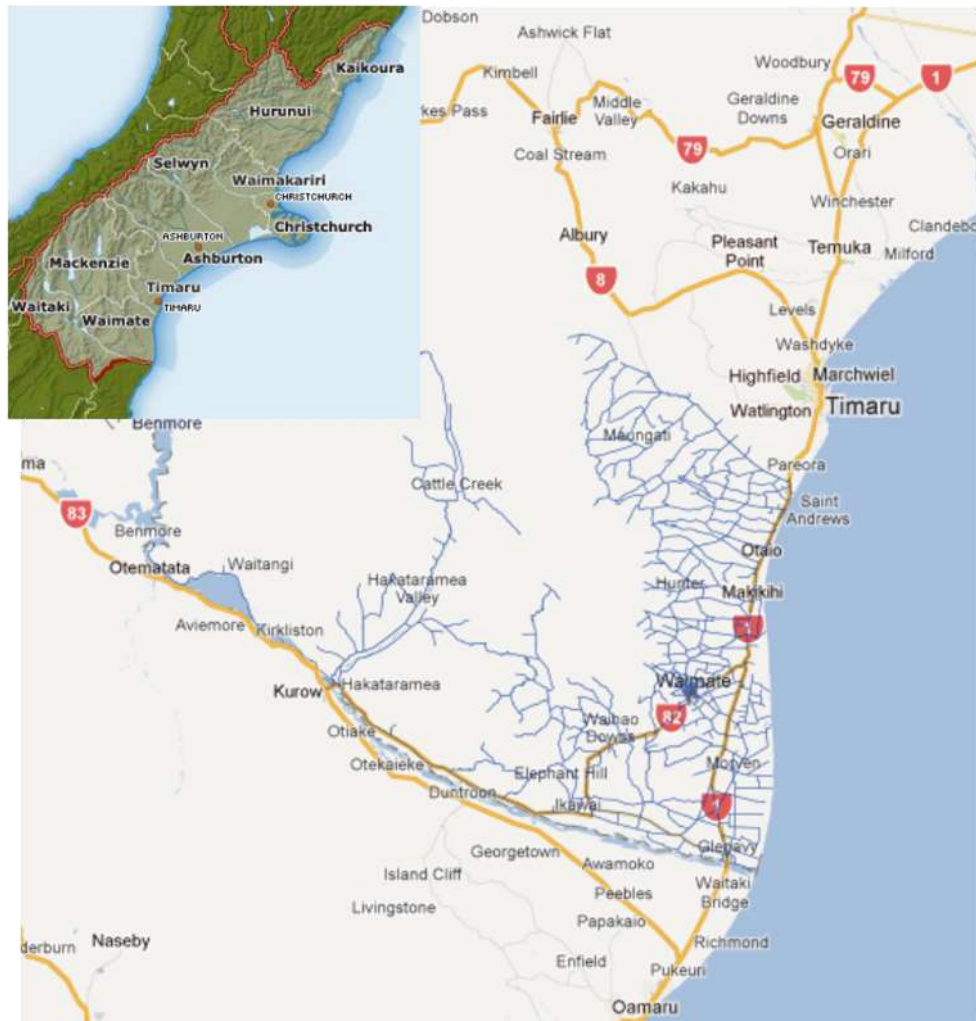 Kaikoura
Hurunui
Selwyn
Waimakariri
CHRISTCHURCH
Christchurch
ASHBURTON
Ashburton
Mackenzie
Timaru
TIMARU
Waitaki
Waimate
Dobson
Ashwick Flat
Woodbury
79
1
Kimbell
Middle
Valley
Geraldine
Downs
kes Pass
Fairlie
Geraldine
Coal Stream
79
Orari
Kakahu
Winchester
Clandebo
Albury
Pleasant
Point
Temuka
Milford
8
Levels
Washdyke
Highfield
Marchwiel
Watlington
Timaru
Benmore
Maungati
Pareora
ma
Cattle Creek
Saint
Andrews
83
Benmore
Otaio
Otematata
Waitangi
Hakataramea
Valley
Hunter
Makikihi
Aviemore
Kirkliston
1
Waimate
Kurow
Hakataramea
82
Waihao
Downs
Otiake
Otekaieke
Morven
Elephant Hill
Duntroon
Ikawai
1
Glenavy
Georgetown
Awamoko
Island Cliff
Waitaki
Bridge
Peebles
Livingstone
Papakaio
Naseby
Richmond
derburn
Enfield
Pukeuri
Oamaru